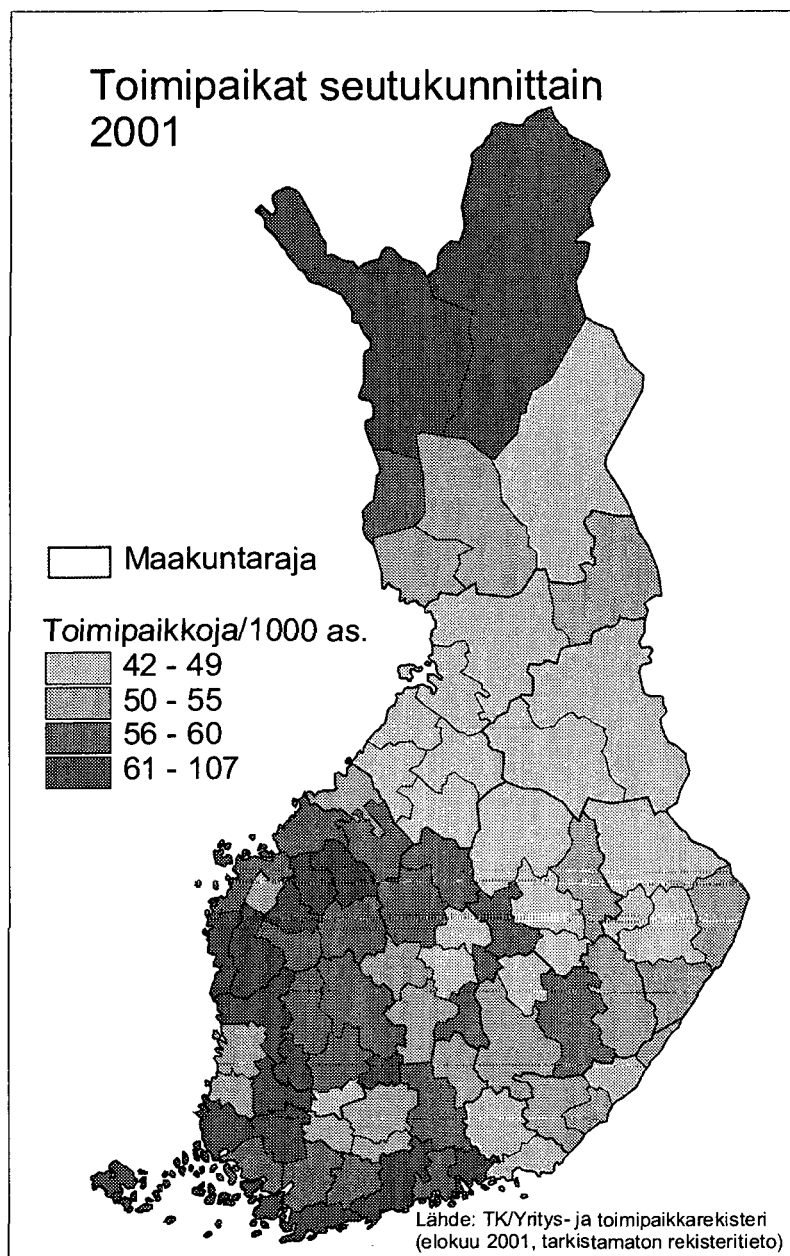 Toimipaikat seutukunnittain
2001
Maakuntaraja
Toimipaikkoja/1000 as.
42 - 49
50 - 55
56 - 60
61 - 107
Lähde: TK/Yritys- ja toimipaikkarekisteri
(elokuu 2001, tarkistamaton rekisteritieto)